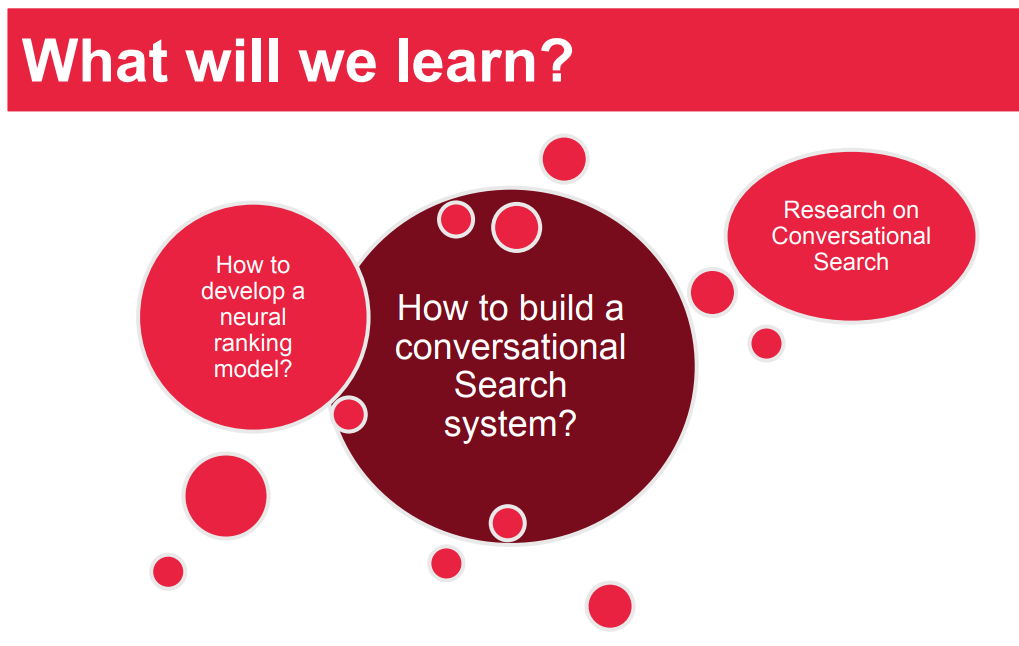 What will we learn?
How to
develop a
neural
ranking
model?
How to build a
conversational
Search
system?
Research on
Conversational
Search